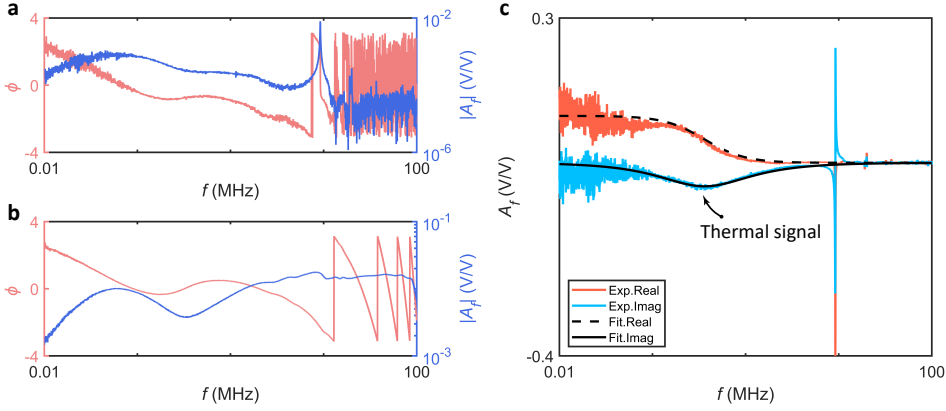 a
4
0
-4
ϕ
10⁻²
10⁻⁶
|A_f| (V/V)
0.01
100
f (MHz)
b
4
0
-4
ϕ
10⁻¹
10⁻³
|A_f| (V/V)
0.01
100
f (MHz)
c
0.3
-0.4
A_f (V/V)
Thermal signal
Exp.Real
Exp.Imag
Fit.Real
Fit.Imag
0.01
100
f (MHz)